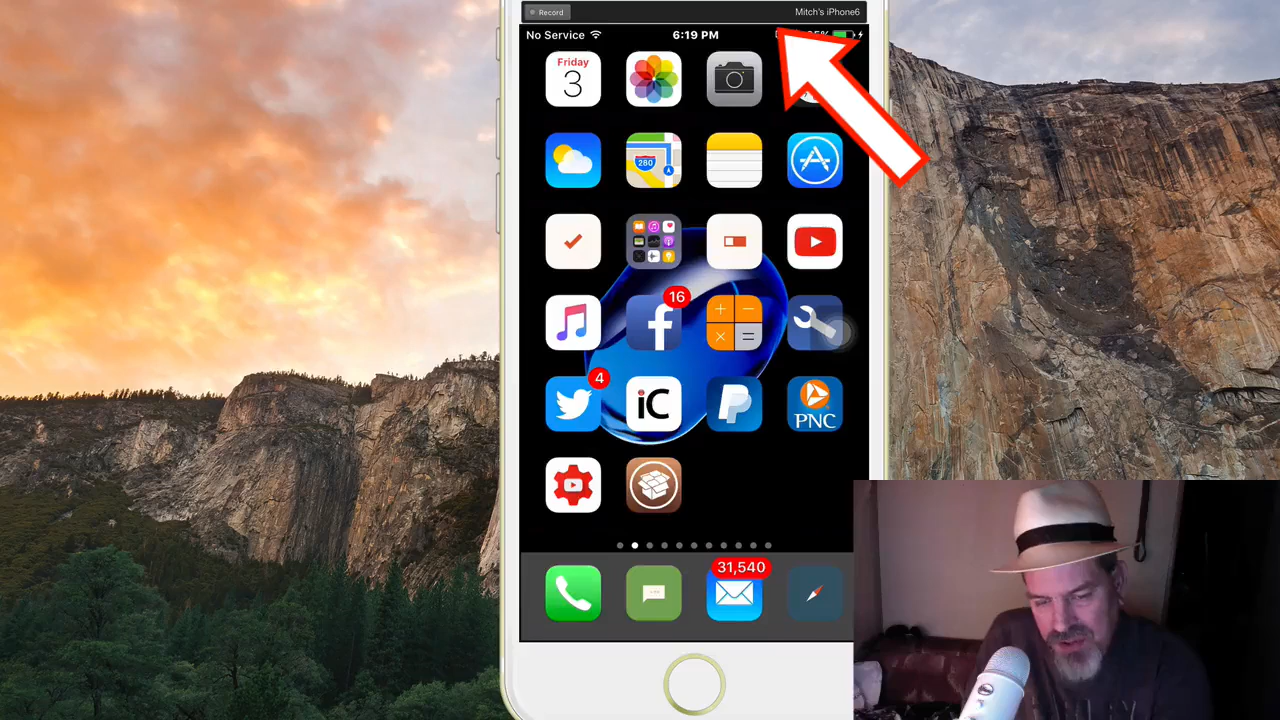 Record
Mitch's iPhone6
No Service
6:19 PM
Friday
3
280
16
4
iC
PNC
31,540